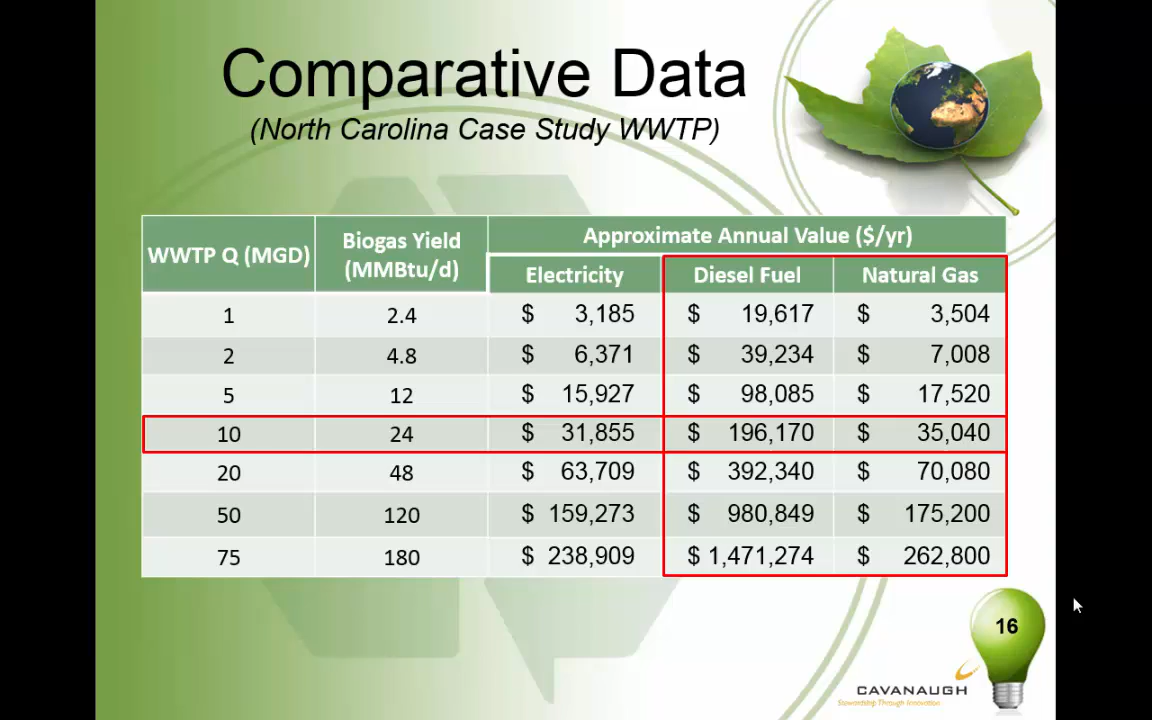 Comparative Data
(North Carolina Case Study WWTP)
WWTP Q (MGD) Biogas Yield (MMBtu/d) Approximate Annual Value ($/yr)
Electricity Diesel Fuel Natural Gas
1 2.4 $ 3,185 $ 19,617 $ 3,504
2 4.8 $ 6,371 $ 39,234 $ 7,008
5 12 $ 15,927 $ 98,085 $ 17,520
10 24 $ 31,855 $ 196,170 $ 35,040
20 48 $ 63,709 $ 392,340 $ 70,080
50 120 $ 159,273 $ 980,849 $ 175,200
75 180 $ 238,909 $ 1,471,274 $ 262,800
16
CAVANAUGH
Stewardship Through Innovation